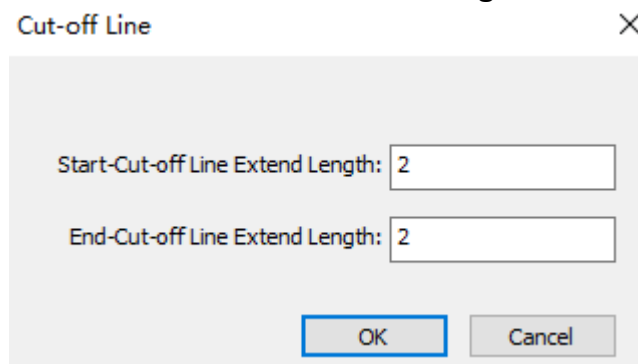 Cut-off Line
Start-Cut-off Line Extend Length: 2
End-Cut-off Line Extend Length: 2
OK Cancel